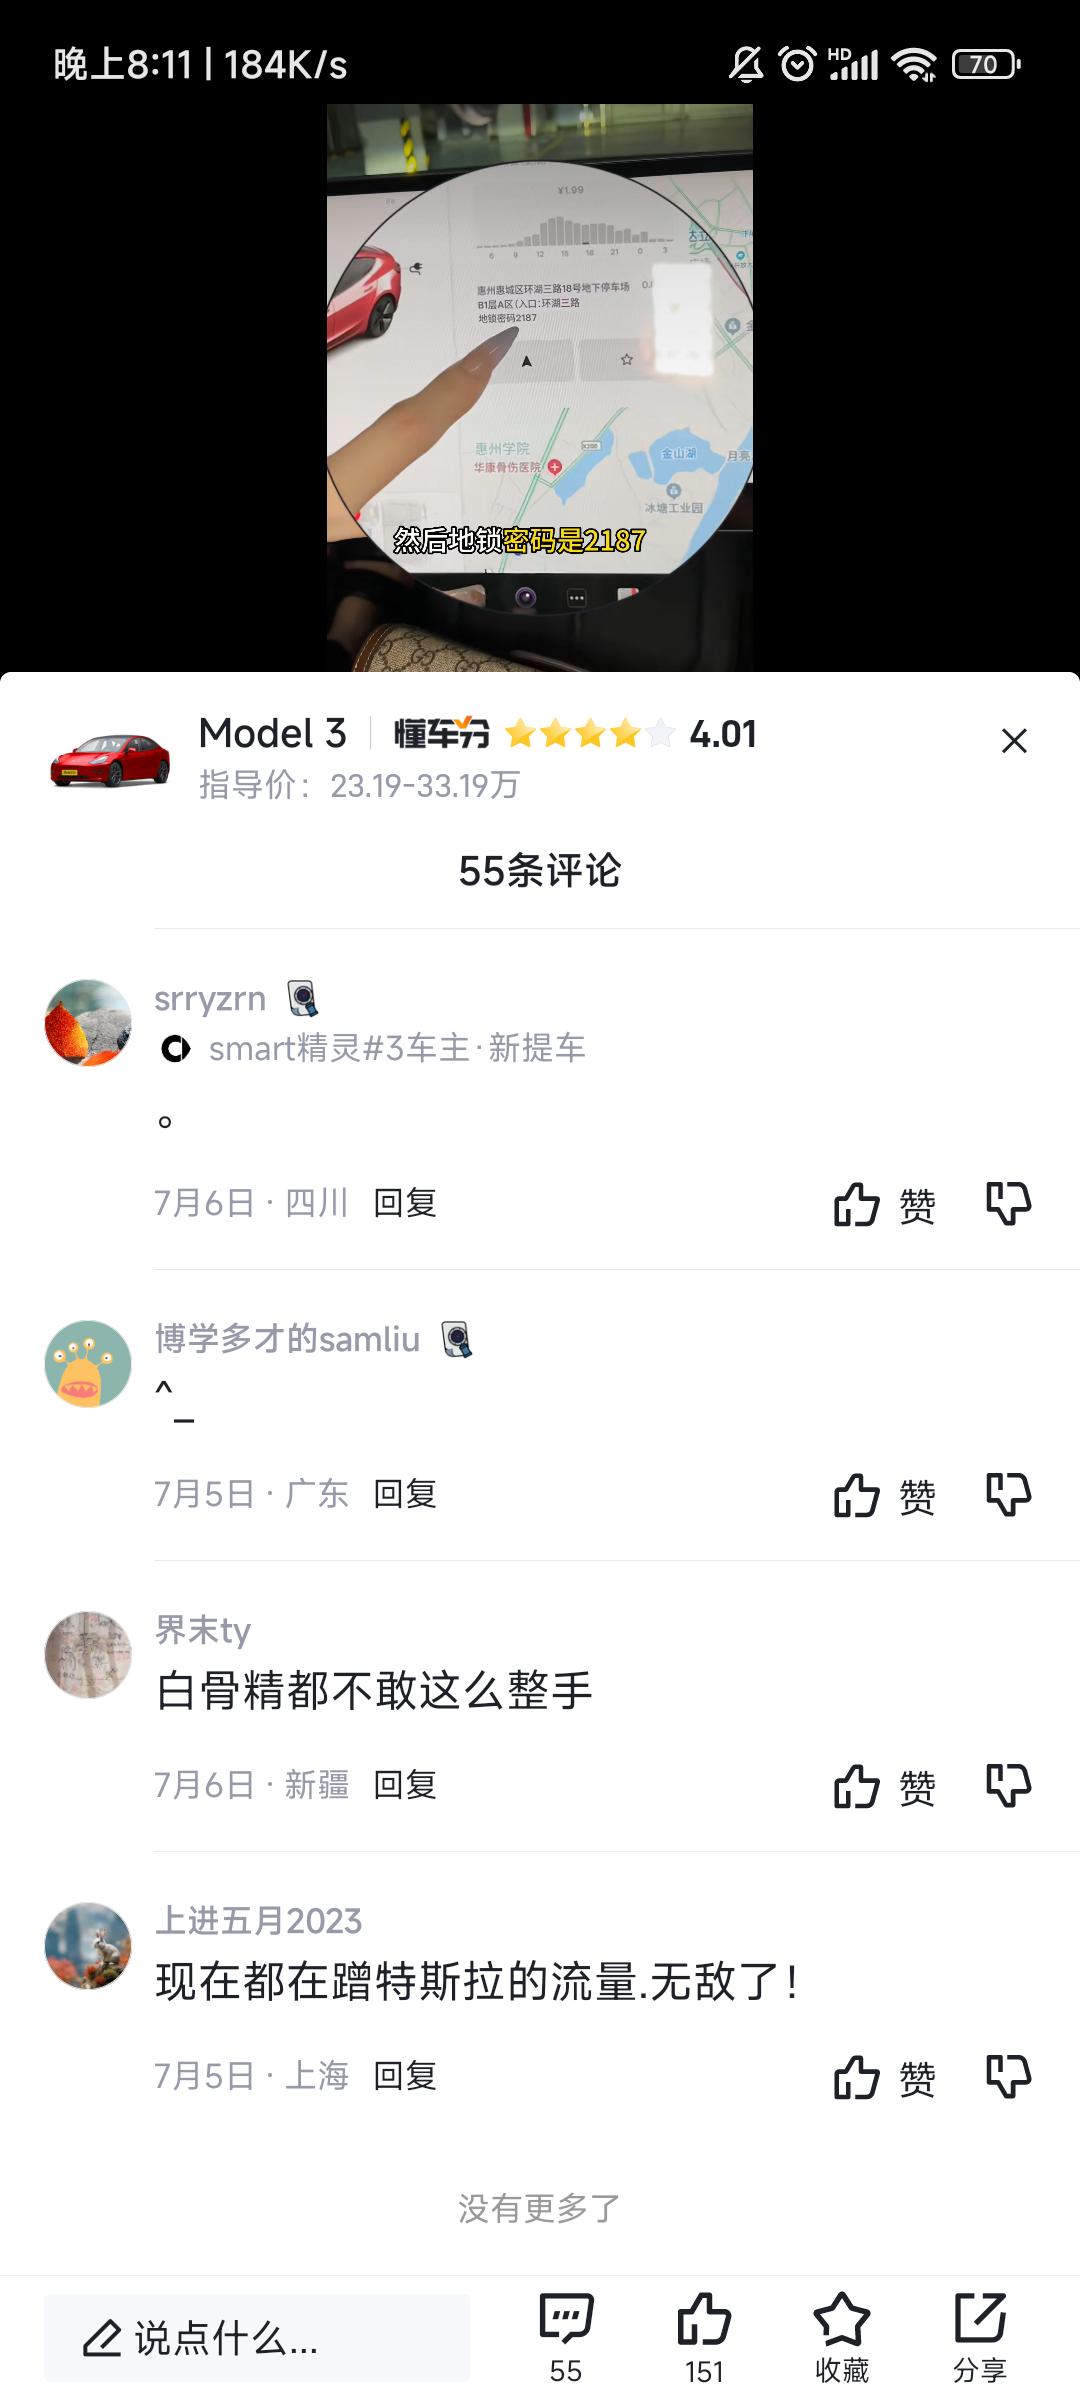 晚上8:11 | 184K/s
HD
70
¥1.99
6 9 12 15 18 21 0 3
惠州惠城区环湖三路18号地下停车场
B1层A区(入口:环湖三路
地锁密码2187
惠州学院
X206
华康骨伤医院
金山湖
月亮
冰塘工业园
然后地锁密码是2187
Model 3
懂车分
4.01
指导价：23.19-33.19万
55条评论
srryzrn
smart精灵#3车主·新提车
。
7月6日 · 四川 回复
赞
博学多才的samliu
^_
7月5日 · 广东 回复
赞
界末ty
白骨精都不敢这么整手
7月6日 · 新疆 回复
赞
上进五月2023
现在都在蹭特斯拉的流量.无敌了！
7月5日 · 上海 回复
赞
没有更多了
说点什么...
55
151
收藏
分享